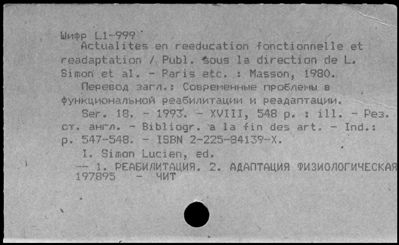 Шифр L1-999
Actualites en reeducation fonctionnelle et
readaptation / Publ. sous la direction de L.
Simon et al. - Paris etc. : Masson, 1980.
Перевод загл.: Современные проблемы в
функциональной реабилитации и реадаптации.
Ser. 18. - 1993. - XVIII, 548 p. : ill. - Рез.
ст. англ. - Bibliogr. a la fin des art. - Ind.:
p. 547-548. - ISBN 2-225-84139-X.
I. Simon Lucien, ed.
-- 1. РЕАБИЛИТАЦИЯ. 2. АДАПТАЦИЯ ФИЗИОЛОГИЧЕСКАЯ
197895 - ЧИТ